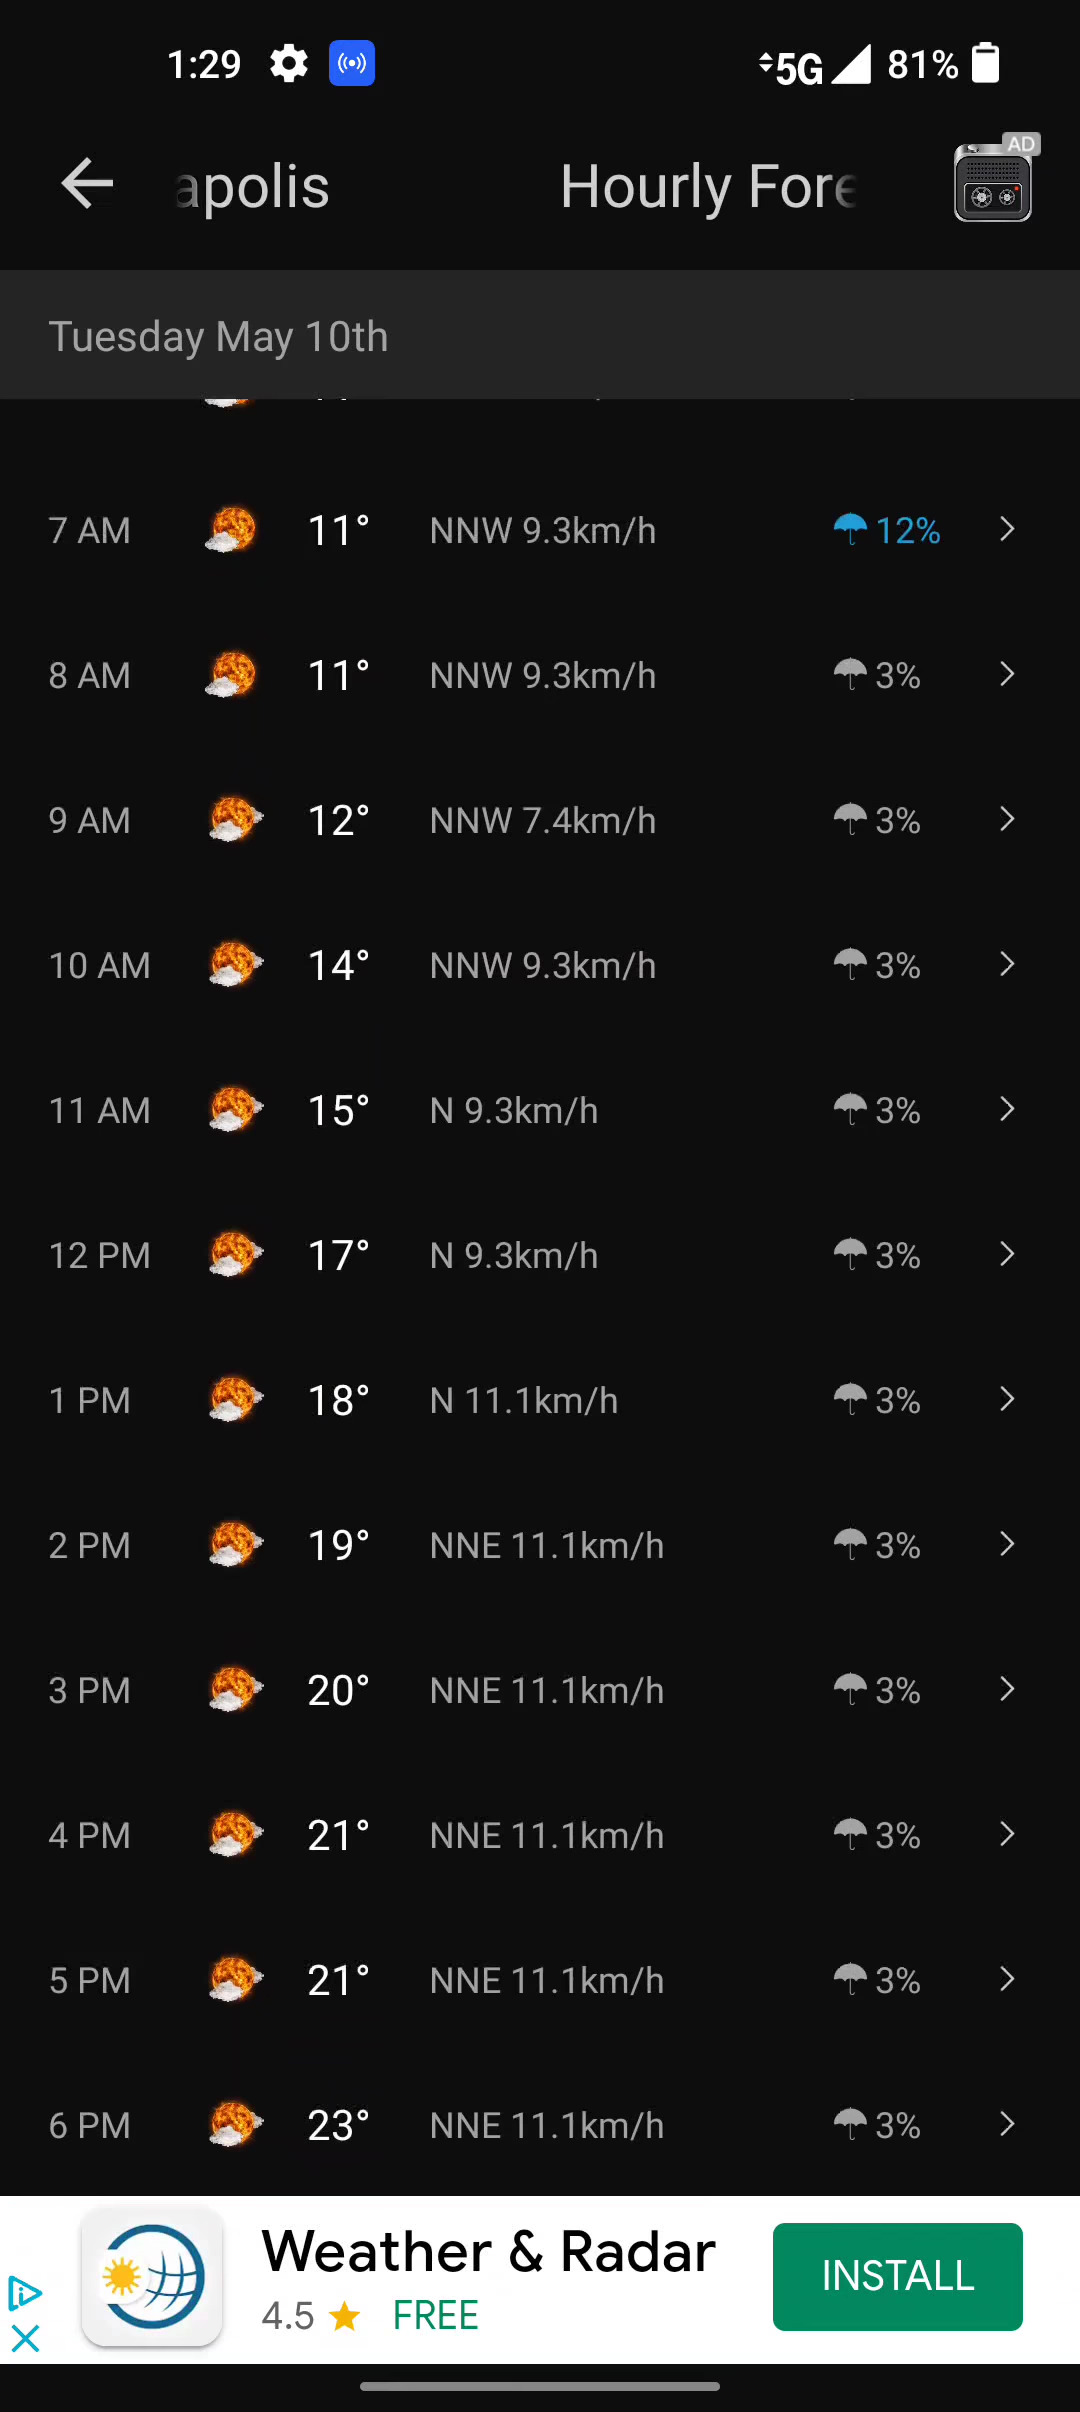 1:29 5G 81%
apolis Hourly Fore AD
Tuesday May 10th
7 AM 11° NNW 9.3km/h 12%
8 AM 11° NNW 9.3km/h 3%
9 AM 12° NNW 7.4km/h 3%
10 AM 14° NNW 9.3km/h 3%
11 AM 15° N 9.3km/h 3%
12 PM 17° N 9.3km/h 3%
1 PM 18° N 11.1km/h 3%
2 PM 19° NNE 11.1km/h 3%
3 PM 20° NNE 11.1km/h 3%
4 PM 21° NNE 11.1km/h 3%
5 PM 21° NNE 11.1km/h 3%
6 PM 23° NNE 11.1km/h 3%
Weather & Radar
4.5 FREE
INSTALL